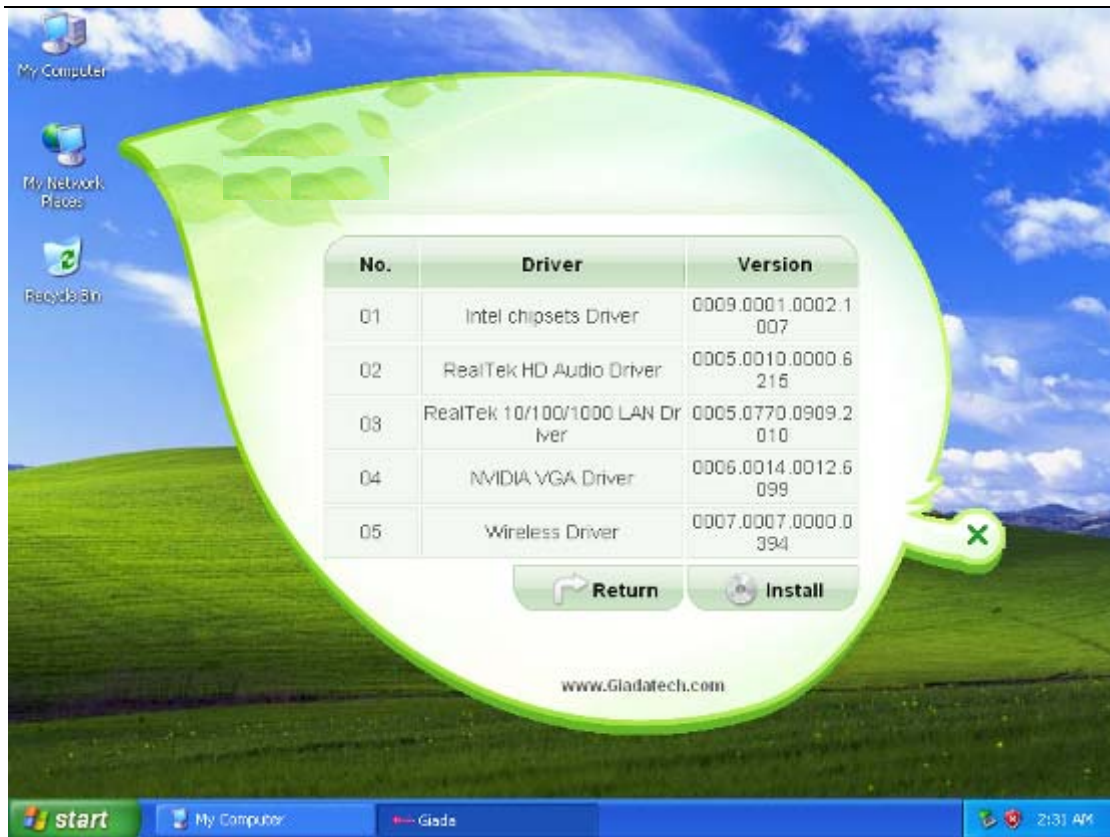 My Computer
My Network
Places
Recycle Bin
No. Driver Version
01 Intel chipsets Driver 0009.0001.0002.1
007
02 RealTek HD Audio Driver 0005.0010.0000.6
215
03 RealTek 10/100/1000 LAN Dr 0005.0770.0909.2
iver 010
04 NVIDIA VGA Driver 0006.0014.0012.6
099
05 Wireless Driver 0007.0007.0000.0
394
Return Install
www.Giadatech.com
start My Computer Giada 2:31 AM